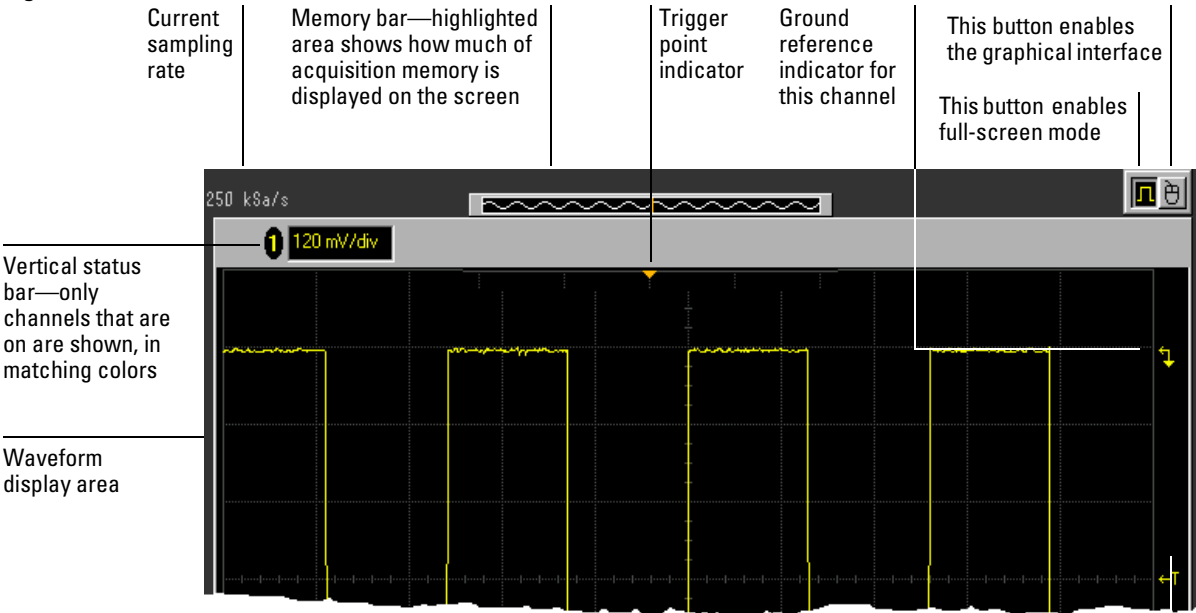 Current
sampling
rate
Memory bar—highlighted
area shows how much of
acquisition memory is
displayed on the screen
Trigger
point
indicator
Ground
reference
indicator for
this channel
This button enables
the graphical interface
This button enables
full-screen mode
250 kSa/s
1 120 mV/div
Vertical status
bar—only
channels that are
on are shown, in
matching colors
Waveform
display area
T